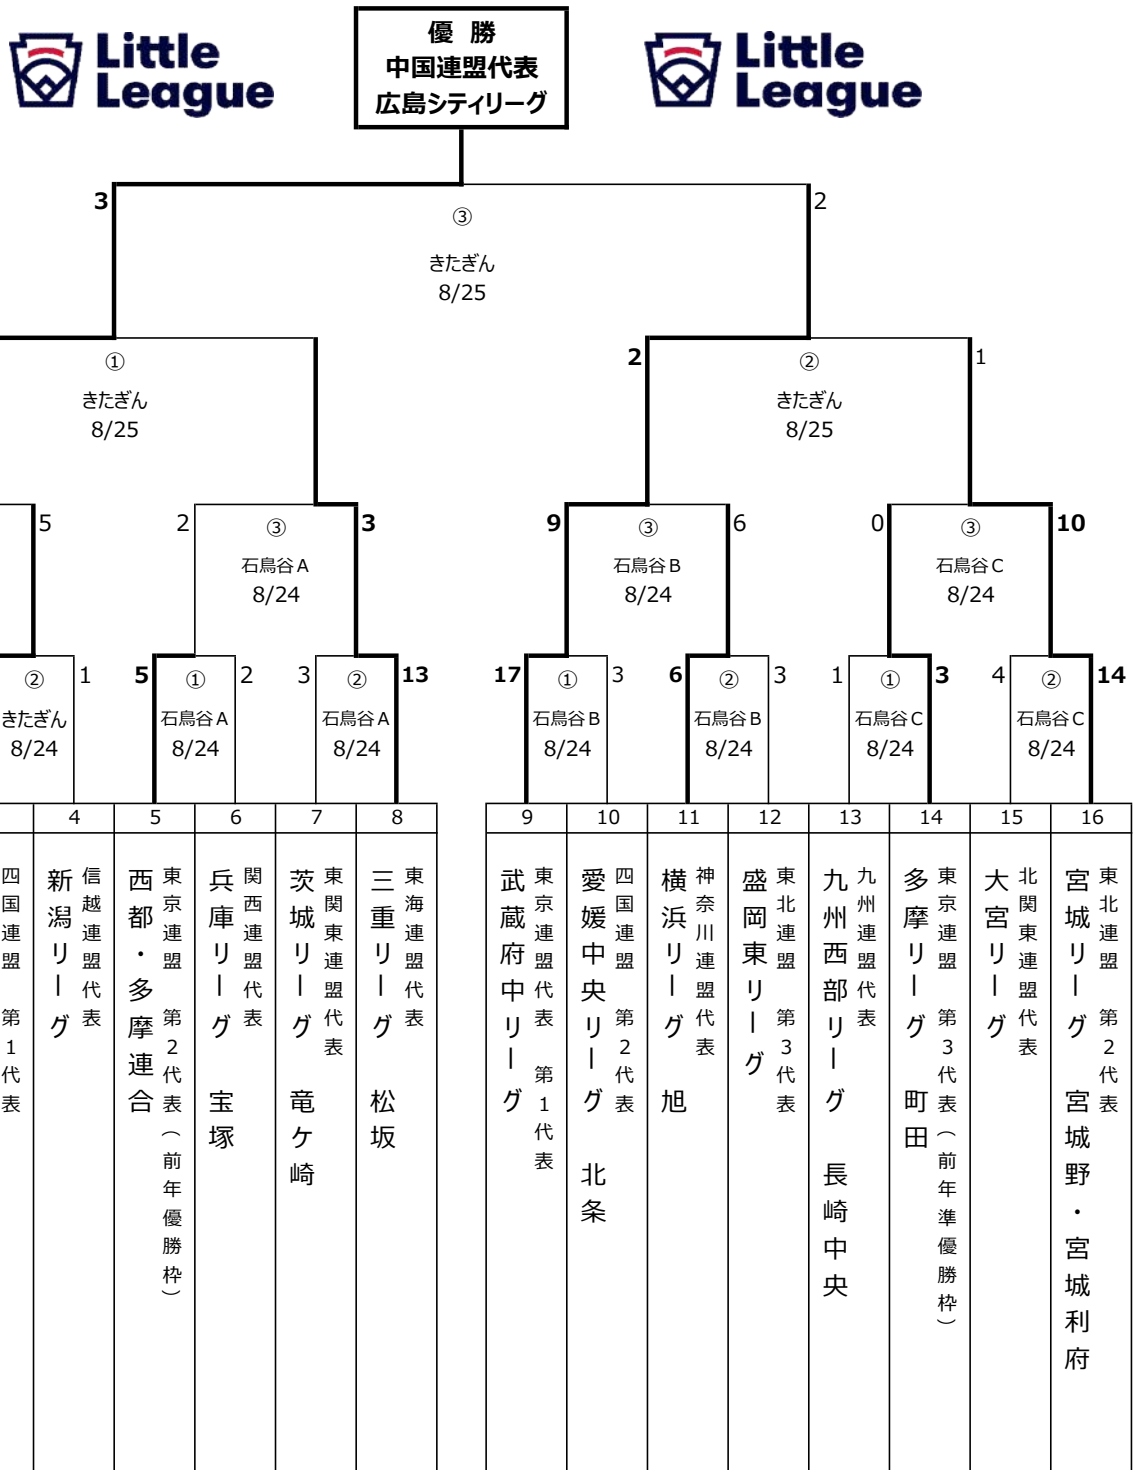 優 勝
中国連盟代表
広島シティリーグ
Little
League
Little
League
3
2
③
きたぎん
8/25
①
きたぎん
8/25
2
1
②
きたぎん
8/25
5
2
3
③
石鳥谷A
8/24
9
6
③
石鳥谷B
8/24
0
10
③
石鳥谷C
8/24
②
1
きたぎん
8/24
5
①
2
石鳥谷A
8/24
3
②
13
石鳥谷A
8/24
17
①
3
石鳥谷B
8/24
6
②
3
石鳥谷B
8/24
1
①
3
石鳥谷C
8/24
4
②
14
石鳥谷C
8/24
4 5 6 7 8 9 10 11 12 13 14 15 16
四国連盟 第1代表
信越連盟代表
新潟リーグ
東京連盟 第2代表（前年優勝枠）
西都・多摩連合
関西連盟代表
兵庫リーグ 宝塚
東関東連盟代表
茨城リーグ 竜ケ崎
東海連盟代表
三重リーグ 松坂
東京連盟代表 第1代表
武蔵府中リーグ
四国連盟 第2代表
愛媛中央リーグ 北条
神奈川連盟代表
横浜リーグ 旭
東北連盟 第3代表
盛岡東リーグ
九州連盟代表
九州西部リーグ 長崎中央
東京連盟 第3代表（前年準優勝枠）
多摩リーグ 町田
北関東連盟代表
大宮リーグ
東北連盟 第2代表
宮城リーグ 宮城野・宮城利府